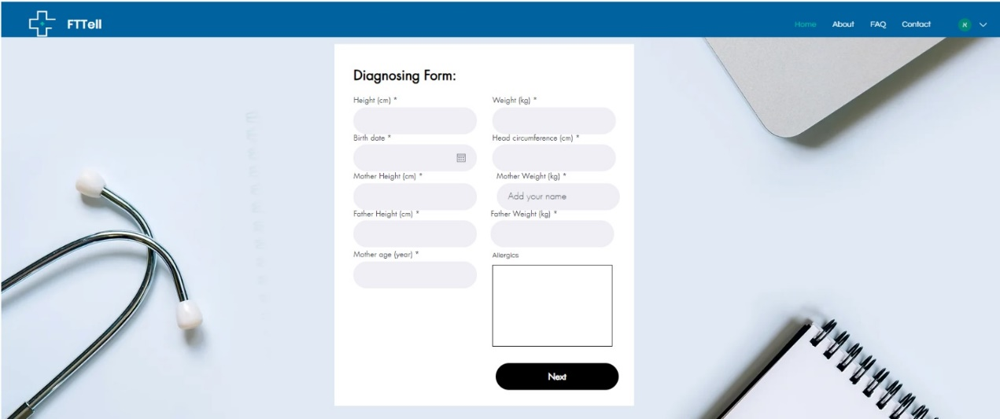 FTTell
Home About FAQ Contact א
Diagnosing Form:
Height (cm) * Weight (kg) *
Birth date * Head circumference (cm) *
Mother Height (cm) * Mother Weight (kg) *
Add your name
Father Height (cm) * Father Weight (kg) *
Mother age (year) * Allergics
Next